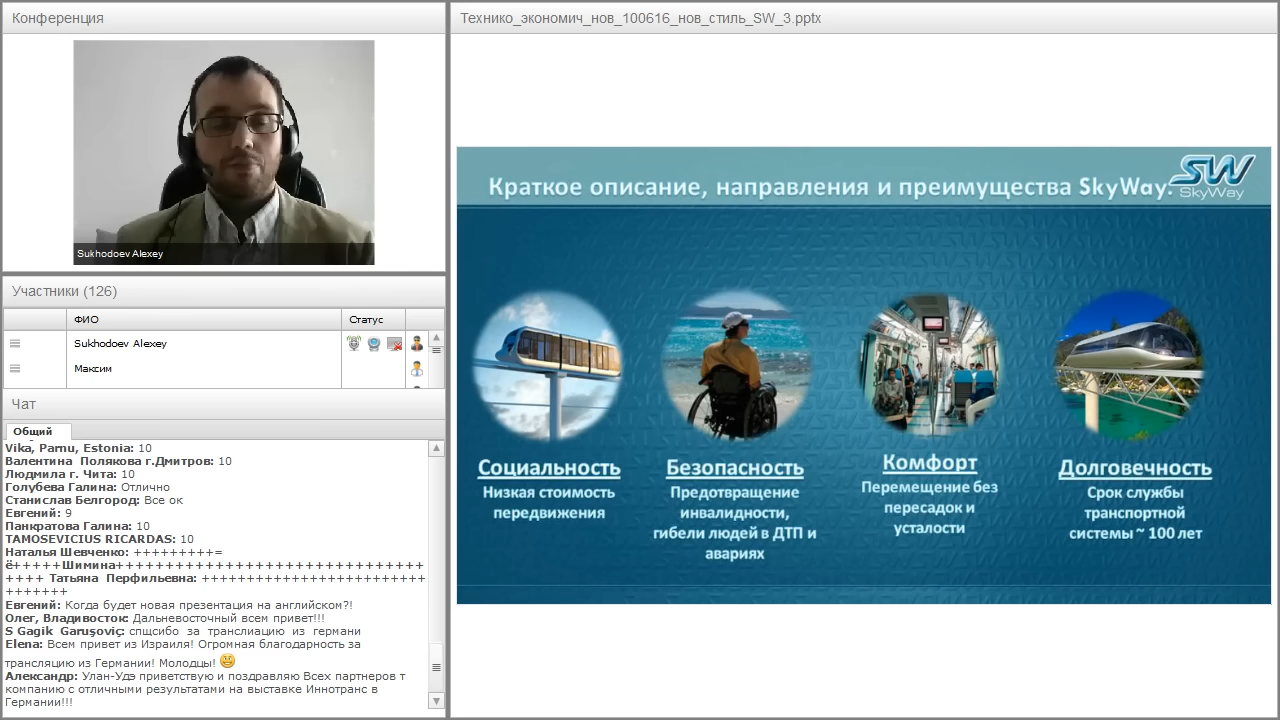 Конференция
Sukhodoev Alexey
Участники (126)
ФИО
Статус
Sukhodoev Alexey
Максим
Чат
Общий
Vika, Parnu, Estonia: 10
Валентина Полякова г.Дмитров: 10
Людмила г. Чита: 10
Голубева Галина: Отлично
Станислав Белгород: Все ок
Евгений: 9
Панкратова Галина: 10
TAMOSEVICIUS RICARDAS: 10
Наталья Шевченко: +++++++++=
ё+++++Шимина++++++++++++++++++++++++++++++++++
++++ Татьяна Перфильевна: +++++++++++++++++++++++++
+++++++
Евгений: Когда будет новая презентация на английском?!
Олег, Владивосток: Дальневосточный всем привет!!!
S Gagik Garuşoviç: спщсибо за транслиацию из германи
Elena: Всем привет из Израиля! Огромная благодарность за
трансляцию из Германии! Молодцы!
Александр: Улан-Удэ приветствую и поздравляю Всех партнеров т
компанию с отличными результатами на выставке Иннотранс в
Германии!!!
Технико_экономич_нов_100616_нов_стиль_SW_3.pptx
Краткое описание, направления и преимущества SkyWay.
SW
SkyWay
Социальность
Низкая стоимость
передвижения
Безопасность
Предотвращение
инвалидности,
гибели людей в ДТП и
авариях
Комфорт
Перемещение без
пересадок и
усталости
Долговечность
Срок службы
транспортной
системы ~ 100 лет